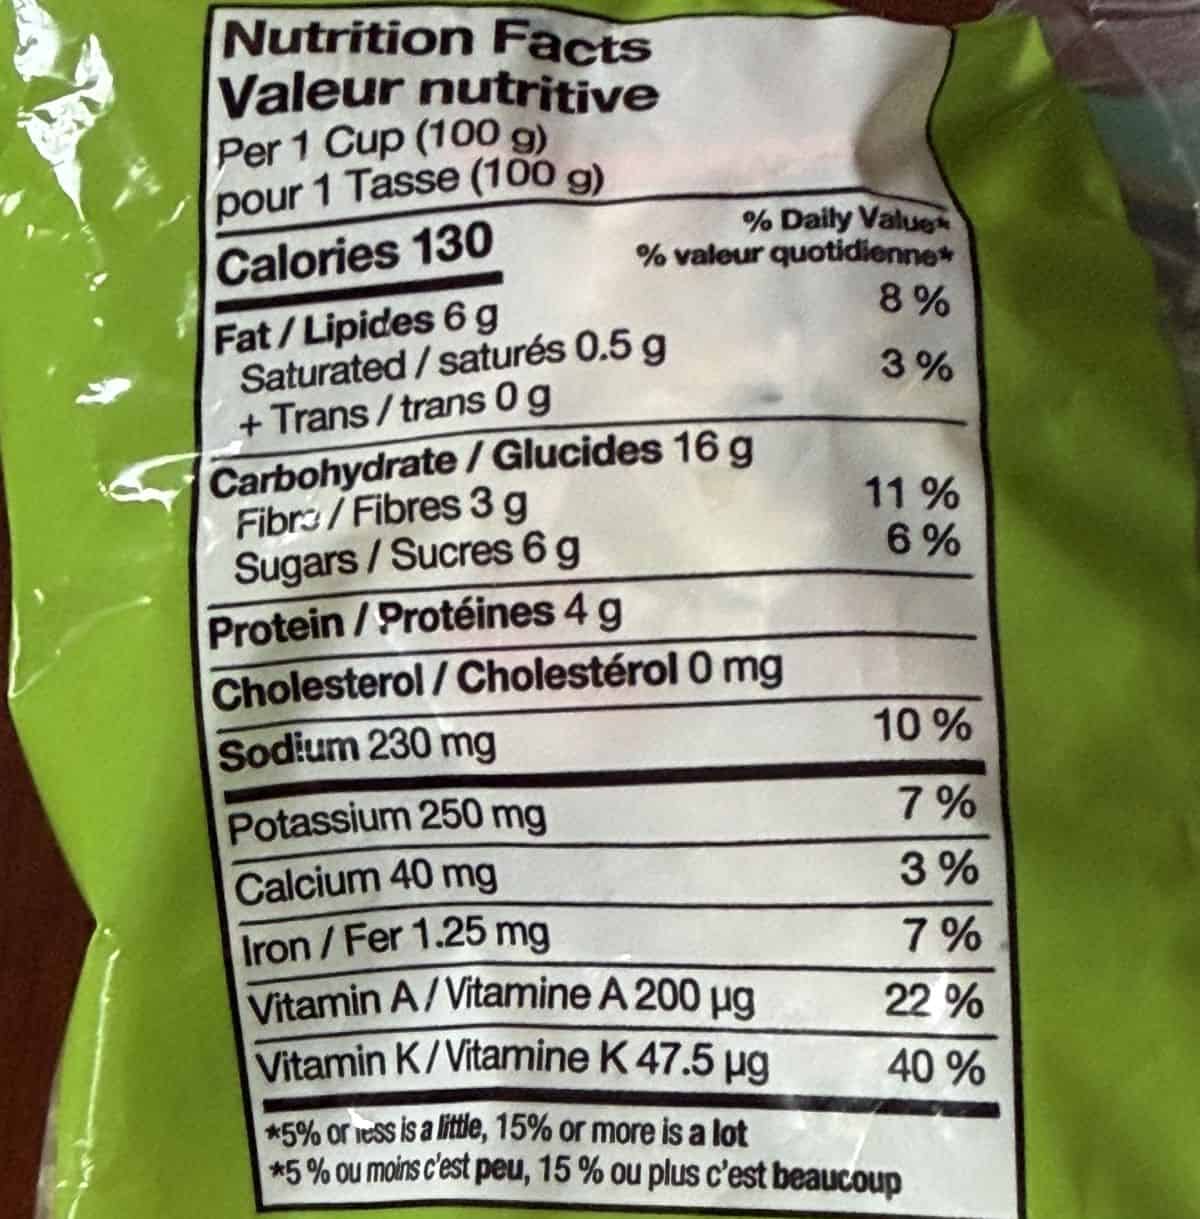 Nutrition Facts
Valeur nutritive
Per 1 Cup (100 g)
pour 1 Tasse (100 g)
% Daily Value*
% valeur quotidienne*
Calories 130
Fat / Lipides 6 g 8 %
Saturated / saturés 0.5 g 3 %
+ Trans / trans 0 g
Carbohydrate / Glucides 16 g
Fibre / Fibres 3 g 11 %
Sugars / Sucres 6 g 6 %
Protein / Protéines 4 g
Cholesterol / Cholestérol 0 mg
Sodium 230 mg 10 %
Potassium 250 mg 7 %
Calcium 40 mg 3 %
Iron / Fer 1.25 mg 7 %
Vitamin A / Vitamine A 200 µg 22 %
Vitamin K / Vitamine K 47.5 µg 40 %
*5% or less is a little, 15% or more is a lot
*5 % ou moins c'est peu, 15 % ou plus c'est beaucoup